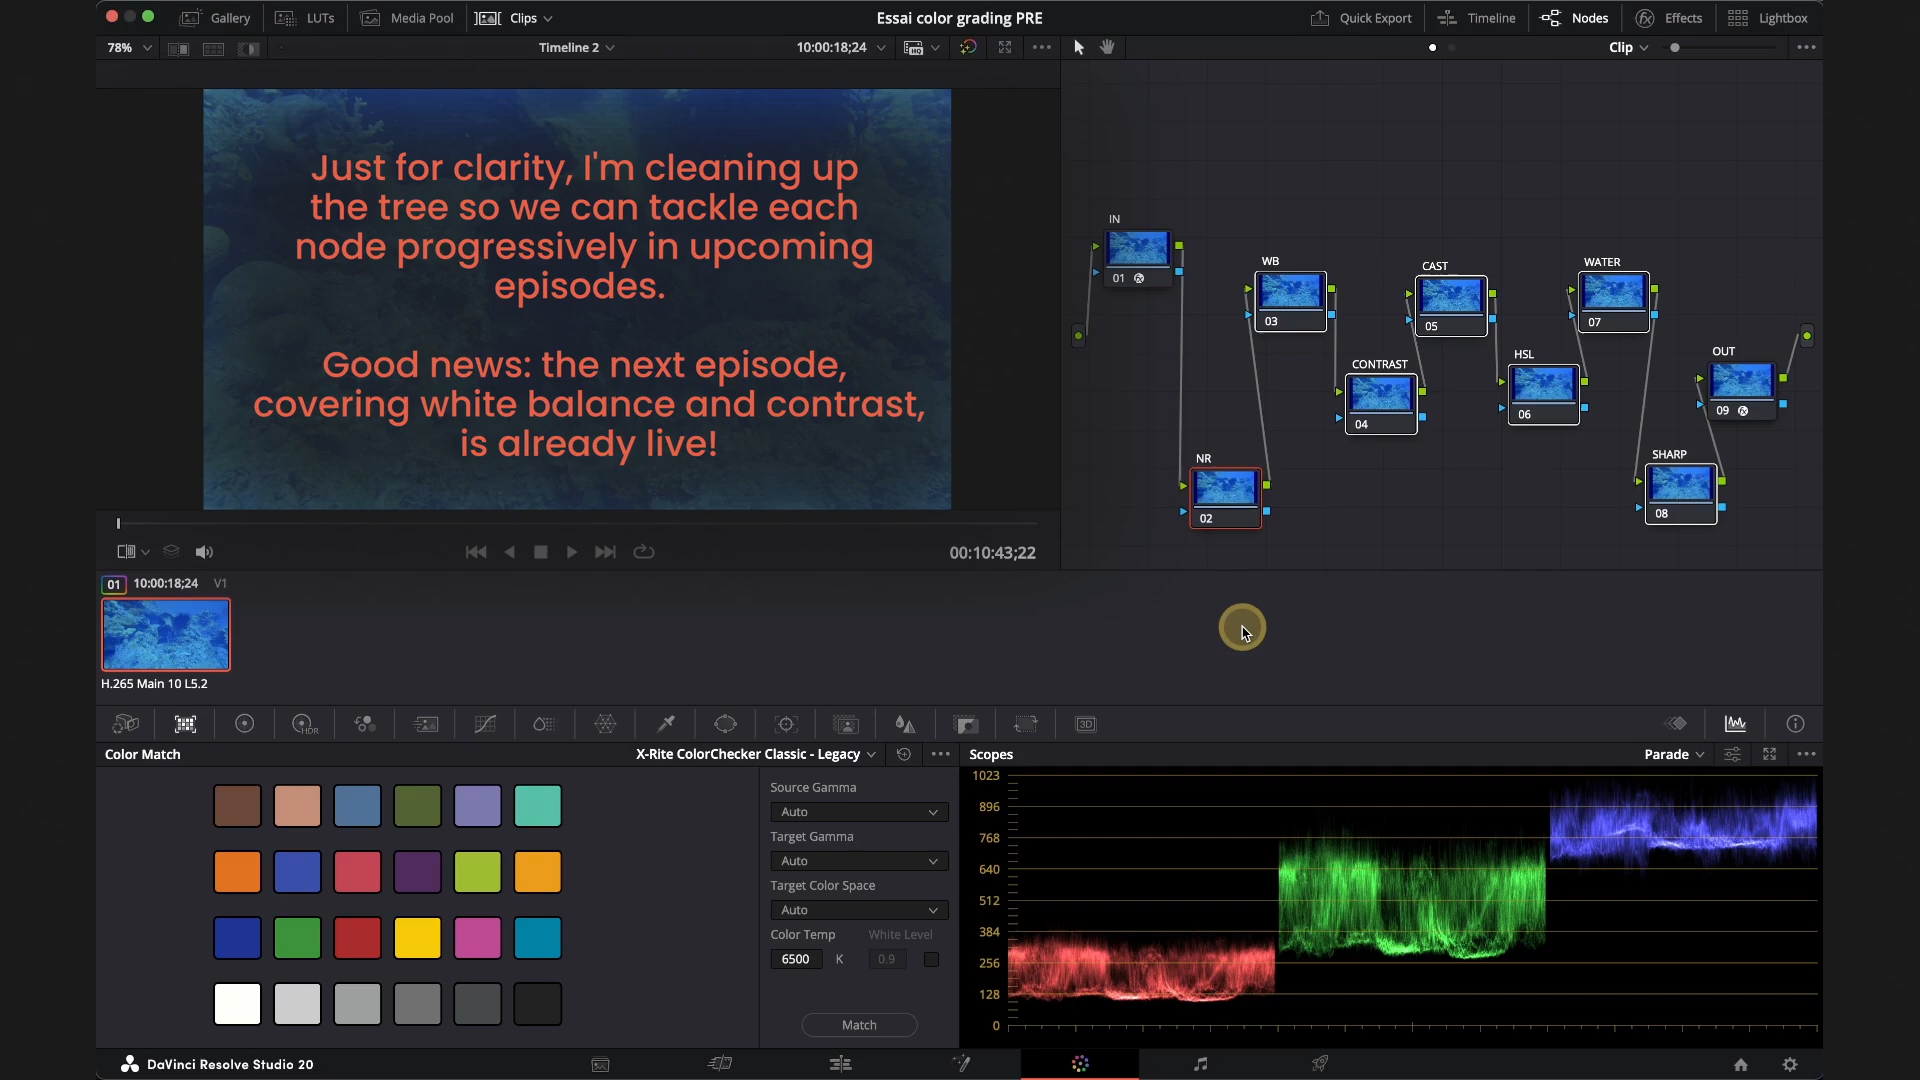 Gallery
LUTs
Media Pool
Clips
Essai color grading PRE
Quick Export
Timeline
Nodes
Effects
Lightbox
78%
Timeline 2
10:00:18;24
Clip
Just for clarity, I'm cleaning up
the tree so we can tackle each
node progressively in upcoming
episodes.
Good news: the next episode,
covering white balance and contrast,
is already live!
IN
01
WB
03
CAST
05
WATER
07
CONTRAST
04
HSL
06
OUT
09
NR
02
SHARP
08
00:10:43;22
01 10:00:18;24 V1
H.265 Main 10 L5.2
HDR
3D
Color Match
X-Rite ColorChecker Classic - Legacy
Source Gamma
Auto
Target Gamma
Auto
Target Color Space
Auto
Color Temp
White Level
6500 K
0.9
Match
Scopes
Parade
1023
896
768
640
512
384
256
128
0
DaVinci Resolve Studio 20